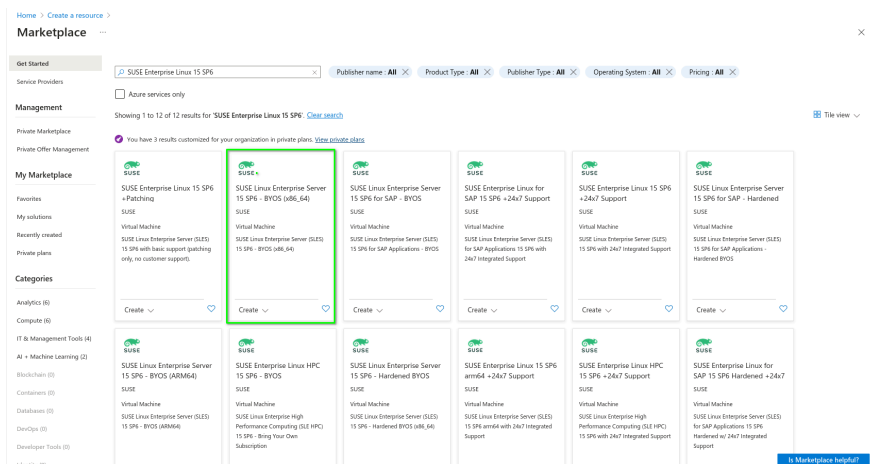 Home > Create a resource >
Marketplace ...
Get Started
Service Providers
Management
Private Marketplace
Private Offer Management
My Marketplace
Favorites
My solutions
Recently created
Private plans
Categories
Analytics (6)
Compute (6)
IT & Management Tools (4)
AI + Machine Learning (2)
Blockchain (0)
Containers (0)
Databases (0)
DevOps (0)
Developer Tools (0)
SUSE Enterprise Linux 15 SP6
Publisher name : All
Product Type : All
Publisher Type : All
Operating System : All
Pricing : All
Azure services only
Showing 1 to 12 of 12 results for 'SUSE Enterprise Linux 15 SP6'. Clear search
Tile view
You have 3 results customized for your organization in private plans. View private plans
SUSE
SUSE Enterprise Linux 15 SP6
+Patching
SUSE
Virtual Machine
SUSE Linux Enterprise Server (SLES)
15 SP6 with basic support (patching
only, no customer support).
Create
SUSE
SUSE Linux Enterprise Server
15 SP6 - BYOS (x86_64)
SUSE
Virtual Machine
SUSE Linux Enterprise Server (SLES)
15 SP6 - BYOS (x86_64)
Create
SUSE
SUSE Linux Enterprise Server
15 SP6 for SAP - BYOS
SUSE
Virtual Machine
SUSE Linux Enterprise Server (SLES)
15 SP6 for SAP Applications - BYOS
Create
SUSE
SUSE Enterprise Linux for
SAP 15 SP6 +24x7 Support
SUSE
Virtual Machine
SUSE Linux Enterprise Server (SLES)
for SAP Applications 15 SP6 with
24x7 Integrated Support
Create
SUSE
SUSE Enterprise Linux 15 SP6
+24x7 Support
SUSE
Virtual Machine
SUSE Linux Enterprise Server (SLES)
15 SP6 with 24x7 Integrated Support
Create
SUSE
SUSE Linux Enterprise Server
15 SP6 for SAP - Hardened
SUSE
Virtual Machine
SUSE Linux Enterprise Server (SLES)
15 SP6 for SAP Applications -
Hardened BYOS
Create
SUSE
SUSE Linux Enterprise Server
15 SP6 - BYOS (ARM64)
SUSE
Virtual Machine
SUSE Linux Enterprise Server (SLES)
15 SP6 - BYOS (ARM64)
SUSE
SUSE Enterprise Linux HPC
15 SP6 - BYOS
SUSE
Virtual Machine
SUSE Linux Enterprise High
Performance Computing (SLE HPC)
15 SP6 - Bring Your Own
Subscription
SUSE
SUSE Linux Enterprise Server
15 SP6 - Hardened BYOS
SUSE
Virtual Machine
SUSE Linux Enterprise Server (SLES)
15 SP6 - Hardened BYOS (x86_64)
SUSE
SUSE Enterprise Linux 15 SP6
arm64 +24x7 Support
SUSE
Virtual Machine
SUSE Linux Enterprise Server (SLES)
15 SP6 arm64 with 24x7 Integrated
Support
SUSE
SUSE Enterprise Linux HPC
15 SP6 +24x7 Support
SUSE
Virtual Machine
SUSE Linux Enterprise High
Performance Computing (SLE HPC)
15 SP6 with 24x7 Integrated Support
SUSE
SUSE Enterprise Linux for
SAP 15 SP6 Hardened +24x7
SUSE
Virtual Machine
SUSE Linux Enterprise Server (SLES)
for SAP Applications 15 SP6
Hardened w/ 24x7 Integrated
Support
Is Marketplace helpful?